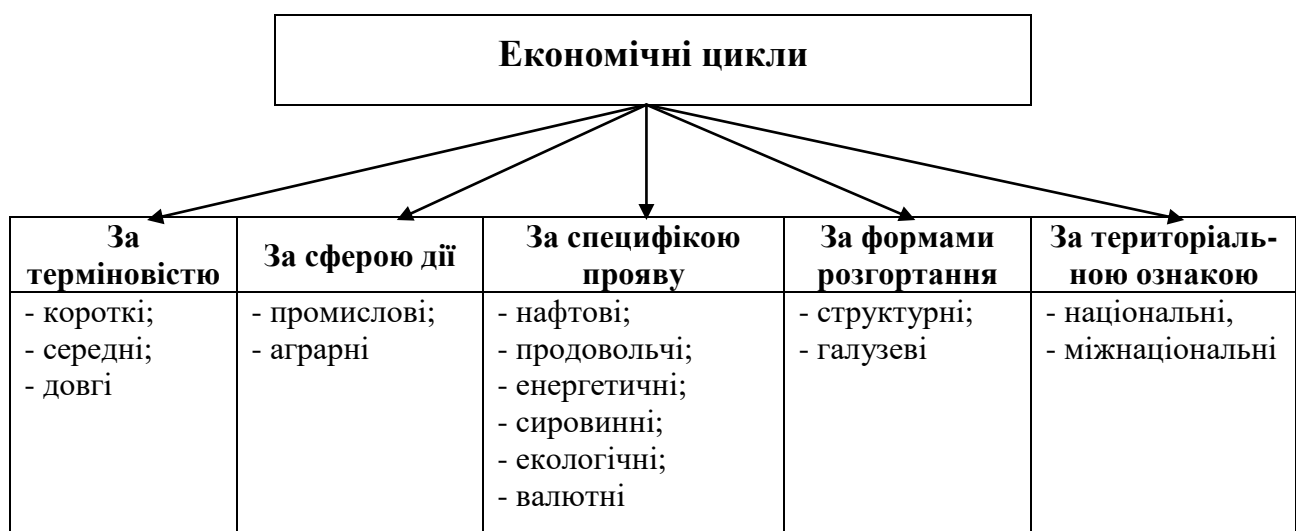 Економічні цикли
За
терміновістю
За сферою дії
За специфікою
прояву
За формами
розгортання
За територіаль-
ною ознакою
- короткі;
- середні;
- довгі
- промислові;
- аграрні
- нафтові;
- продовольчі;
- енергетичні;
- сировинні;
- екологічні;
- валютні
- структурні;
- галузеві
- національні,
- міжнаціональні